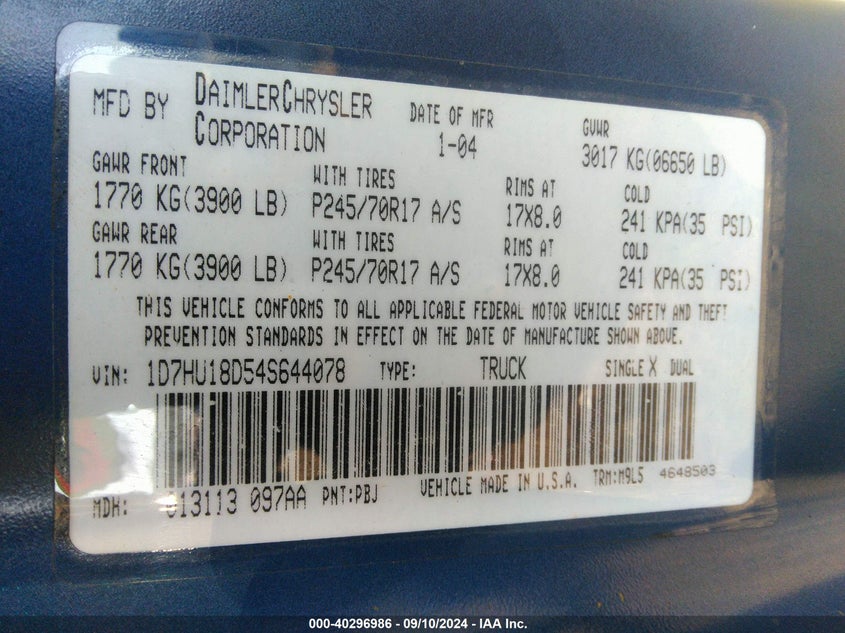 MFD BY DAIMLERCHRYSLER CORPORATION DATE OF MFR 1-04 GVWR 3017 KG(06650 LB)
GAWR FRONT WITH TIRES RIMS AT COLD
1770 KG(3900 LB) P245/70R17 A/S 17X8.0 241 KPA(35 PSI)
GAWR REAR WITH TIRES RIMS AT COLD
1770 KG(3900 LB) P245/70R17 A/S 17X8.0 241 KPA(35 PSI)
THIS VEHICLE CONFORMS TO ALL APPLICABLE FEDERAL MOTOR VEHICLE SAFETY AND THEFT
PREVENTION STANDARDS IN EFFECT ON THE DATE OF MANUFACTURE SHOWN ABOVE.
VIN: 1D7HU18D54S644078 TYPE: TRUCK SINGLE X DUAL
MDH: 013113 097AA PNT:PBJ VEHICLE MADE IN U.S.A. TRM:M9L5 4648503
000-40296986 - 09/10/2024 - IAA Inc.